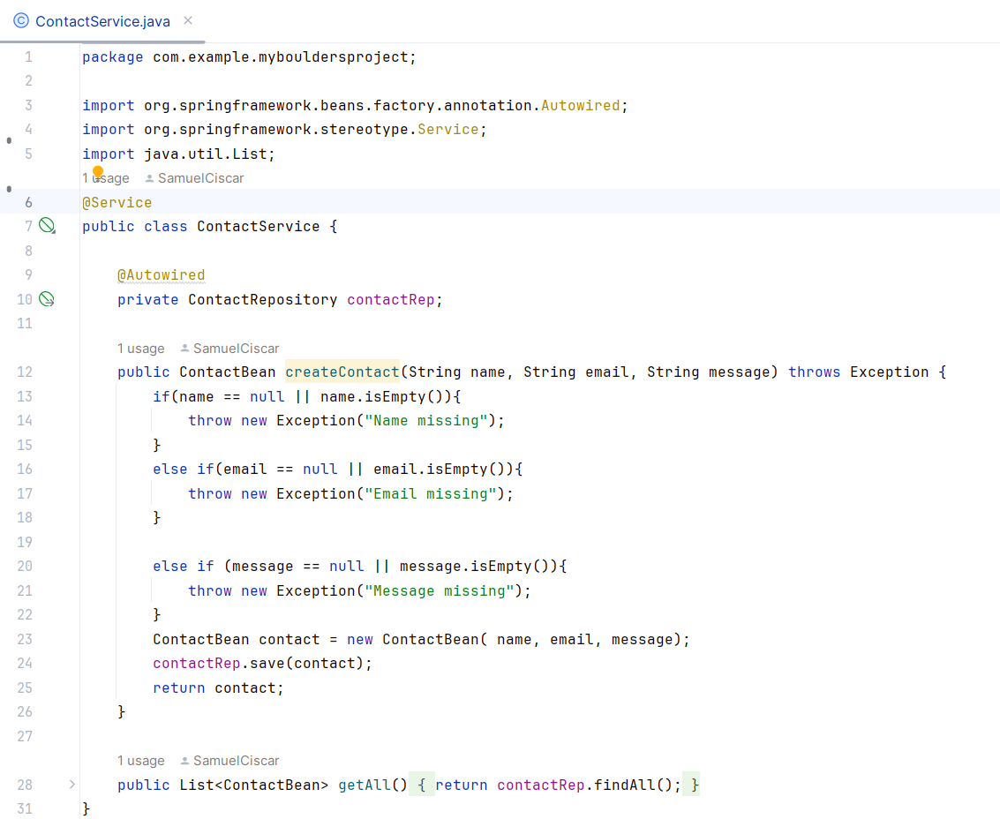 ContactService.java
1 package com.example.mybouldersproject;
2
3 import org.springframework.beans.factory.annotation.Autowired;
4 import org.springframework.stereotype.Service;
5 import java.util.List;
1 usage SamuelCiscar
6 @Service
7 public class ContactService {
8
9 @Autowired
10 private ContactRepository contactRep;
11
1 usage SamuelCiscar
12 public ContactBean createContact(String name, String email, String message) throws Exception {
13 if(name == null || name.isEmpty()){
14 throw new Exception("Name missing");
15 }
16 else if(email == null || email.isEmpty()){
17 throw new Exception("Email missing");
18 }
19
20 else if (message == null || message.isEmpty()){
21 throw new Exception("Message missing");
22 }
23 ContactBean contact = new ContactBean( name, email, message);
24 contactRep.save(contact);
25 return contact;
26 }
27
1 usage SamuelCiscar
28 public List<ContactBean> getAll() { return contactRep.findAll(); }
31 }